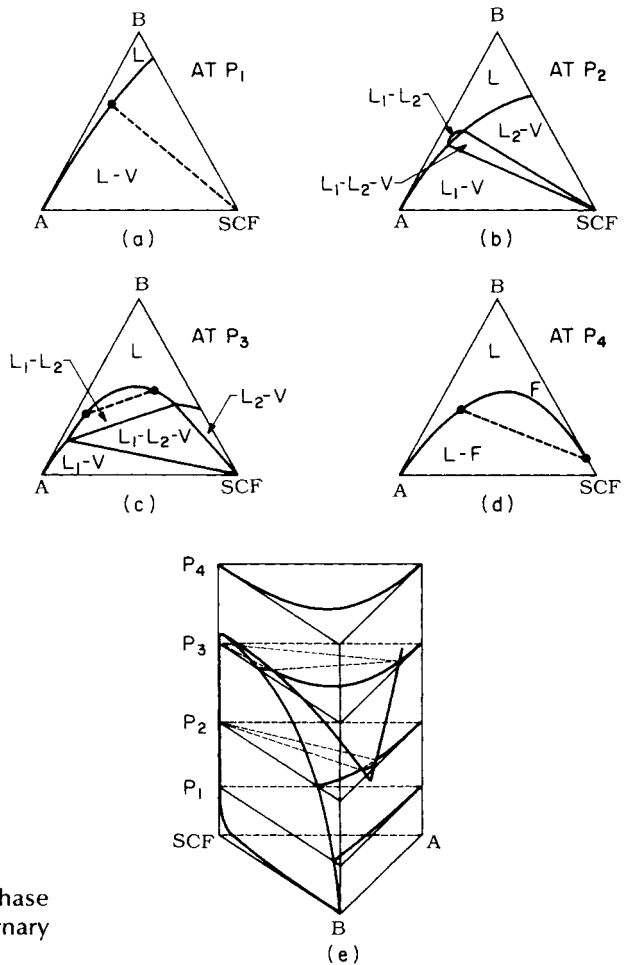 B
L
AT P₁
L-V
A
SCF
(a)
B
L
AT P₂
L₁-L₂
L₂-V
L₁-L₂-V
L₁-V
A
SCF
(b)
B
L
AT P₃
L₁-L₂
L₂-V
L₁-L₂-V
L₁-V
A
SCF
(c)
B
L
AT P₄
F
L-F
A
SCF
(d)
P₄
P₃
P₂
P₁
SCF
A
B
(e)
hase
rnary